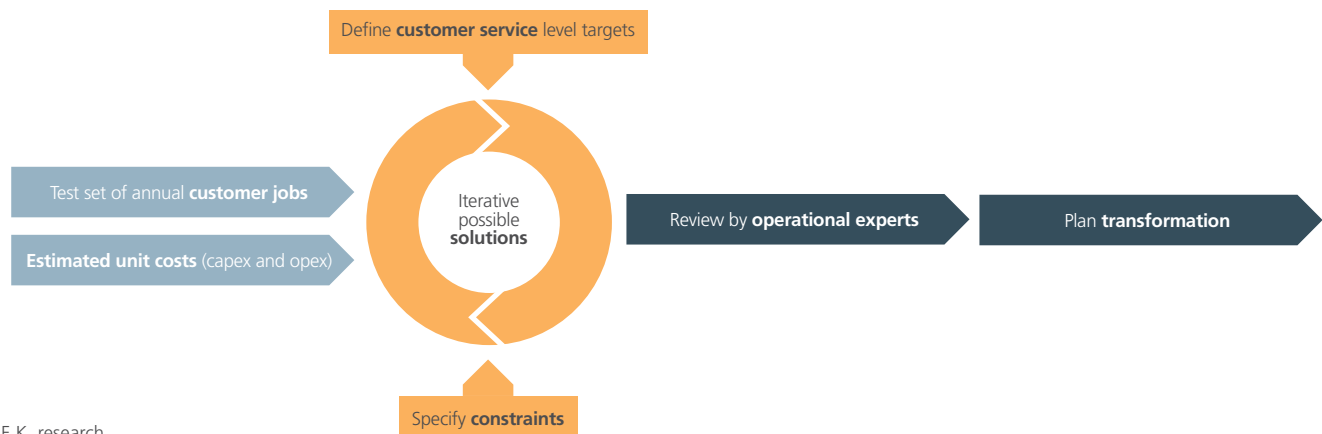 Define customer service level targets
Test set of annual customer jobs
Estimated unit costs (capex and opex)
Iterative
possible
solutions
Review by operational experts
Plan transformation
Specify constraints
E.K. research